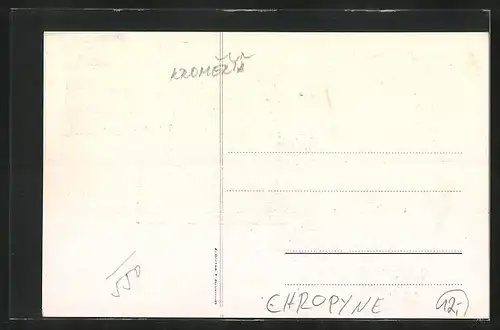 KROMĚŘÍŽ
550
CHROPYNE
12,-